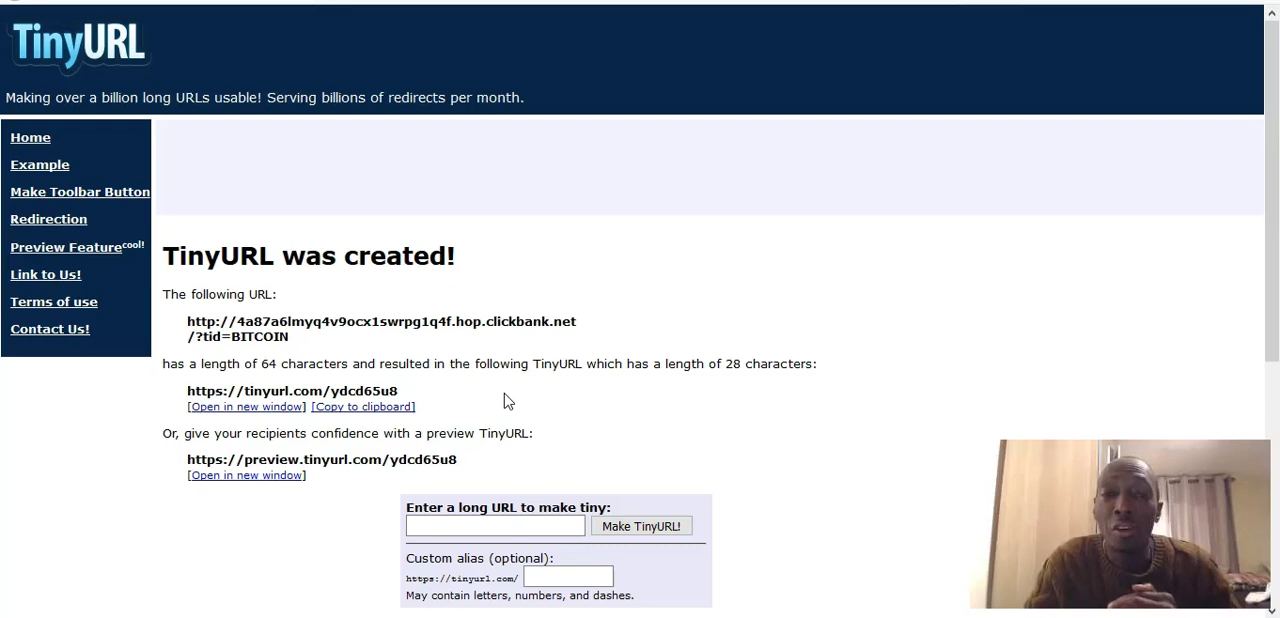 TinyURL
Making over a billion long URLs usable! Serving billions of redirects per month.
Home
Example
Make Toolbar Button
Redirection
Preview Feature cool!
Link to Us!
Terms of use
Contact Us!
TinyURL was created!
The following URL:
http://4a87a6lmyq4v9ocx1swrpg1q4f.hop.clickbank.net
/?tid=BITCOIN
has a length of 64 characters and resulted in the following TinyURL which has a length of 28 characters:
https://tinyurl.com/ydcd65u8
[Open in new window] [Copy to clipboard]
Or, give your recipients confidence with a preview TinyURL:
https://preview.tinyurl.com/ydcd65u8
[Open in new window]
Enter a long URL to make tiny:
Make TinyURL!
Custom alias (optional):
https://tinyurl.com/
May contain letters, numbers, and dashes.